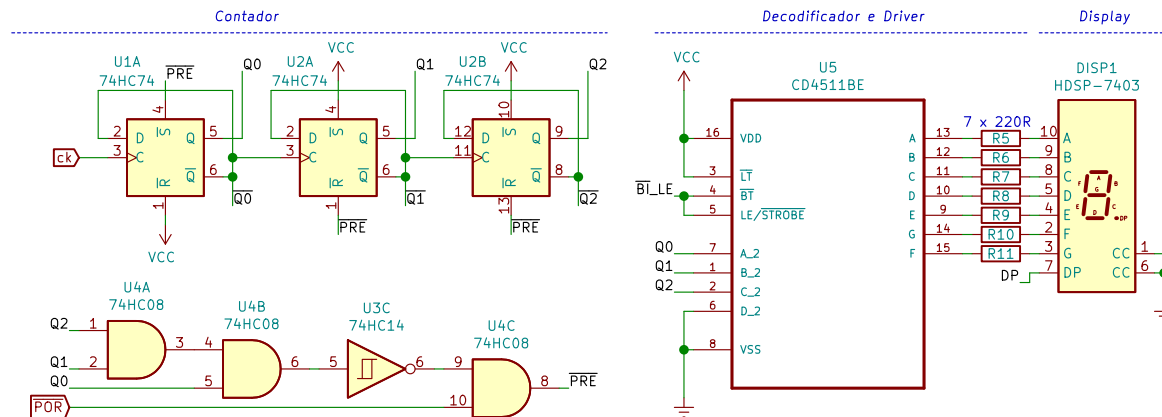 Contador
Decodificador e Driver
Display
U1A
74HC74
PRE
4
2
D
S
Q
5
3
C
Q
6
R
1
VCC
ck
Q0
Q0
VCC
U2A
74HC74
4
2
D
S
Q
5
3
C
Q
6
R
1
PRE
Q1
Q1
VCC
U2B
74HC74
10
12
D
S
Q
9
11
C
Q
8
R
13
PRE
Q2
Q2
U4A
74HC08
Q2
1
Q1
2
3
Q0
U4B
74HC08
4
5
6
U3C
74HC14
5
6
U4C
74HC08
9
10
8
PRE
POR
VCC
U5
CD4511BE
16
VDD
3
LT
BI_LE
4
BT
5
LE/STROBE
Q0
7
A_2
Q1
1
B_2
Q2
2
C_2
6
D_2
8
VSS
A
13
B
12
C
11
D
10
E
9
G
14
F
15
7 x 220R
R5
R6
R7
R8
R9
R10
R11
DISP1
HDSP-7403
10
A
9
B
8
C
5
D
4
E
2
F
3
G
DP
7
DP
CC
1
CC
6
A
F
B
G
E
C
D
DP